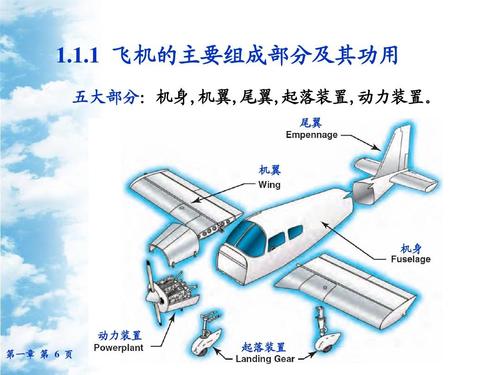 1.1.1 飞机的主要组成部分及其功用
五大部分：机身,机翼,尾翼,起落装置,动力装置。
尾翼
Empennage
机翼
Wing
机身
Fuselage
动力装置
Powerplant
起落装置
Landing Gear
第一章 第 6 页